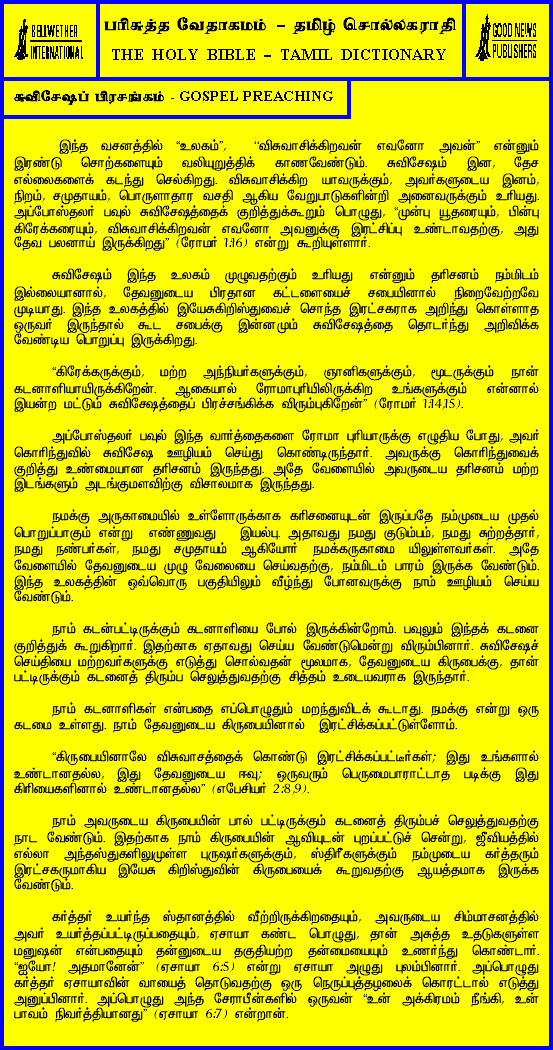 BELLWETHER
INTERNATIONAL
பரிசுத்த வேதாகமம் – தமிழ் சொல்லகராதி
THE HOLY BIBLE – TAMIL DICTIONARY
GOOD NEWS
PUBLISHERS
சுவிசேஷப் பிரசங்கம் - GOSPEL PREACHING
இந்த வசனத்தில் “உலகம்”, “விசுவாசிக்கிறவன் எவனோ அவன்” என்னும்
இரண்டு சொற்களையும் வலியுறுத்திக் காணவேண்டும். சுவிசேஷம் இன, தேச
எல்லைகளைக் கடந்து செல்கிறது. விசுவாசிக்கிற யாவருக்கும், அவர்களுடைய இனம்,
நிறம், சமுதாயம், பொருளாதார வசதி ஆகிய வேறுபாடுகளின்றி அனைவருக்கும் உரியது.
அப்போஸ்தலர் பவுல் சுவிசேஷத்தைக் குறித்துக்கூறும் பொழுது, “முன்பு யூதரையும், பின்பு
கிரேக்கரையும், விசுவாசிக்கிறவன் எவனோ அவனுக்கு இரட்சிப்பு உண்டாவதற்கு, அது
தேவ பலனாய் இருக்கிறது” (ரோமர் 1:16) என்று கூறியுள்ளார்.
சுவிசேஷம் இந்த உலகம் முழுவதற்கும் உரியது என்னும் தரிசனம் நம்மிடம்
இல்லையானால், தேவனுடைய பிரதான கட்டளையைச் சபையினால் நிறைவேற்றவே
முடியாது. இந்த உலகத்தில் இயேசுகிறிஸ்துவைச் சொந்த இரட்சகராக அறிந்து கொள்ளாத
ஒருவர் இருந்தால் கூட சபைக்கு இன்னமும் சுவிசேஷத்தை தொடர்ந்து அறிவிக்க
வேண்டிய பொறுப்பு இருக்கிறது.
“கிரேக்கருக்கும், மற்ற அந்நியர்களுக்கும், ஞானிகளுக்கும், மூடருக்கும் நான்
கடனாளியாயிருக்கிறேன். ஆகையால் ரோமாபுரியிலிருக்கிற உங்களுக்கும் என்னால்
இயன்ற மட்டும் சுவிசேஷத்தைப் பிரச்சங்கிக்க விரும்புகிறேன்” (ரோமர் 1:14,15).
அப்போஸ்தலர் பவுல் இந்த வார்த்தைகளை ரோமா புரியாருக்கு எழுதிய போது, அவர்
கொரிந்துவில் சுவிசேஷ ஊழியம் செய்து கொண்டிருந்தார். அவருக்கு கொரிந்துவைக்
குறித்து உண்மையான தரிசனம் இருந்தது. அதே வேளையில் அவருடைய தரிசனம் மற்ற
இடங்களும் அடங்குமளவிற்கு விசாலமாக இருந்தது.
நமக்கு அருகாமையில் உள்ளோருக்காக கரிசனையுடன் இருப்பதே நம்முடைய முதல்
பொறுப்பாகும் என்று எண்ணுவது இயல்பு. அதாவது நமது குடும்பம், நமது சுற்றத்தார்,
நமது நண்பர்கள், நமது சமுதாயம் ஆகியோர் நமக்கருகாமை யிலுள்ளவர்கள். அதே
வேளையில் தேவனுடைய முழு வேலையை செய்வதற்கு, நம்மிடம் பாரம் இருக்க வேண்டும்.
இந்த உலகத்தின் ஒவ்வொரு பகுதியிலும் வீழ்ந்து போனவருக்கு நாம் ஊழியம் செய்ய
வேண்டும்.
நாம் கடன்பட்டிருக்கும் கடனாளியை போல் இருக்கின்றோம். பவுலும் இந்தக் கடனை
குறித்துக் கூறுகிறார். இதற்காக ஏதாவது செய்ய வேண்டுமென்று விரும்பினார். சுவிசேஷச்
செய்தியை மற்றவர்களுக்கு எடுத்து சொல்வதன் மூலமாக, தேவனுடைய கிருபைக்கு, தான்
பட்டிருக்கும் கடனைத் திரும்ப செலுத்துவதற்கு சித்தம் உடையவராக இருந்தார்.
நாம் கடனாளிகள் என்பதை எப்பொழுதும் மறந்துவிடக் கூடாது. நமக்கு என்று ஒரு
கடமை உள்ளது. நாம் தேவனுடைய கிருபையினால் இரட்சிக்கப்பட்டுள்ளோம்.
“கிருபையினாலே விசுவாசத்தைக் கொண்டு இரட்சிக்கப்பட்டீர்கள்; இது உங்களால்
உண்டானதல்ல, இது தேவனுடைய ஈவு; ஒருவரும் பெருமைபாராட்டாத படிக்கு இது
கிரியைகளினால் உண்டானதல்ல” (எபேசியர் 2:8,9).
நாம் அவருடைய கிருபையின் பால் பட்டிருக்கும் கடனைத் திரும்பச் செலுத்துவதற்கு
நாட வேண்டும். இதற்காக நாம் கிருபையின் ஆவியுடன் புறப்பட்டுச் சென்று, ஜீவியத்தில்
எல்லா அந்தஸ்துகளிலுமுள்ள புருஷர்களுக்கும், ஸ்திரீகளுக்கும் நம்முடைய கர்த்தரும்
இரட்சகருமாகிய இயேசு கிறிஸ்துவின் கிருபையைக் கூறுவதற்கு ஆயத்தமாக இருக்க
வேண்டும்.
கர்த்தர் உயர்ந்த ஸ்தானத்தில் வீற்றிருக்கிறதையும், அவருடைய சிம்மாசனத்தில்
அவர் உயர்த்தப்பட்டிருப்பதையும், ஏசாயா கண்ட பொழுது, தான் அசுத்த உதடுகளுள்ள
மனுஷன் என்பதையும் தன்னுடைய தகுதியற்ற தன்மையையும் உணர்ந்து கொண்டார்.
“ஐயோ! அதமானேன்” (ஏசாயா 6:5) என்று ஏசாயா அழுது புலம்பினார். அப்பொழுது
கர்த்தர் ஏசாயாவின் வாயைத் தொடுவதற்கு ஒரு நெருப்புத்தழலைக் கொரட்டால் எடுத்து
அனுப்பினார். அப்பொழுது அந்த சேராபீன்களில் ஒருவன் “உன் அக்கிரமம் நீங்கி, உன்
பாவம் நிவர்த்தியானது” (ஏசாயா 6:7) என்றான்.